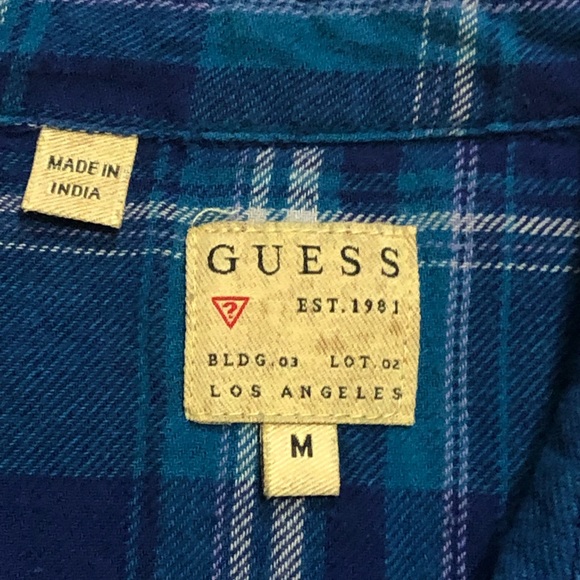 MADE IN
INDIA
GUESS
?
EST.1981
BLDG.03 LOT.02
LOS ANGELES
M